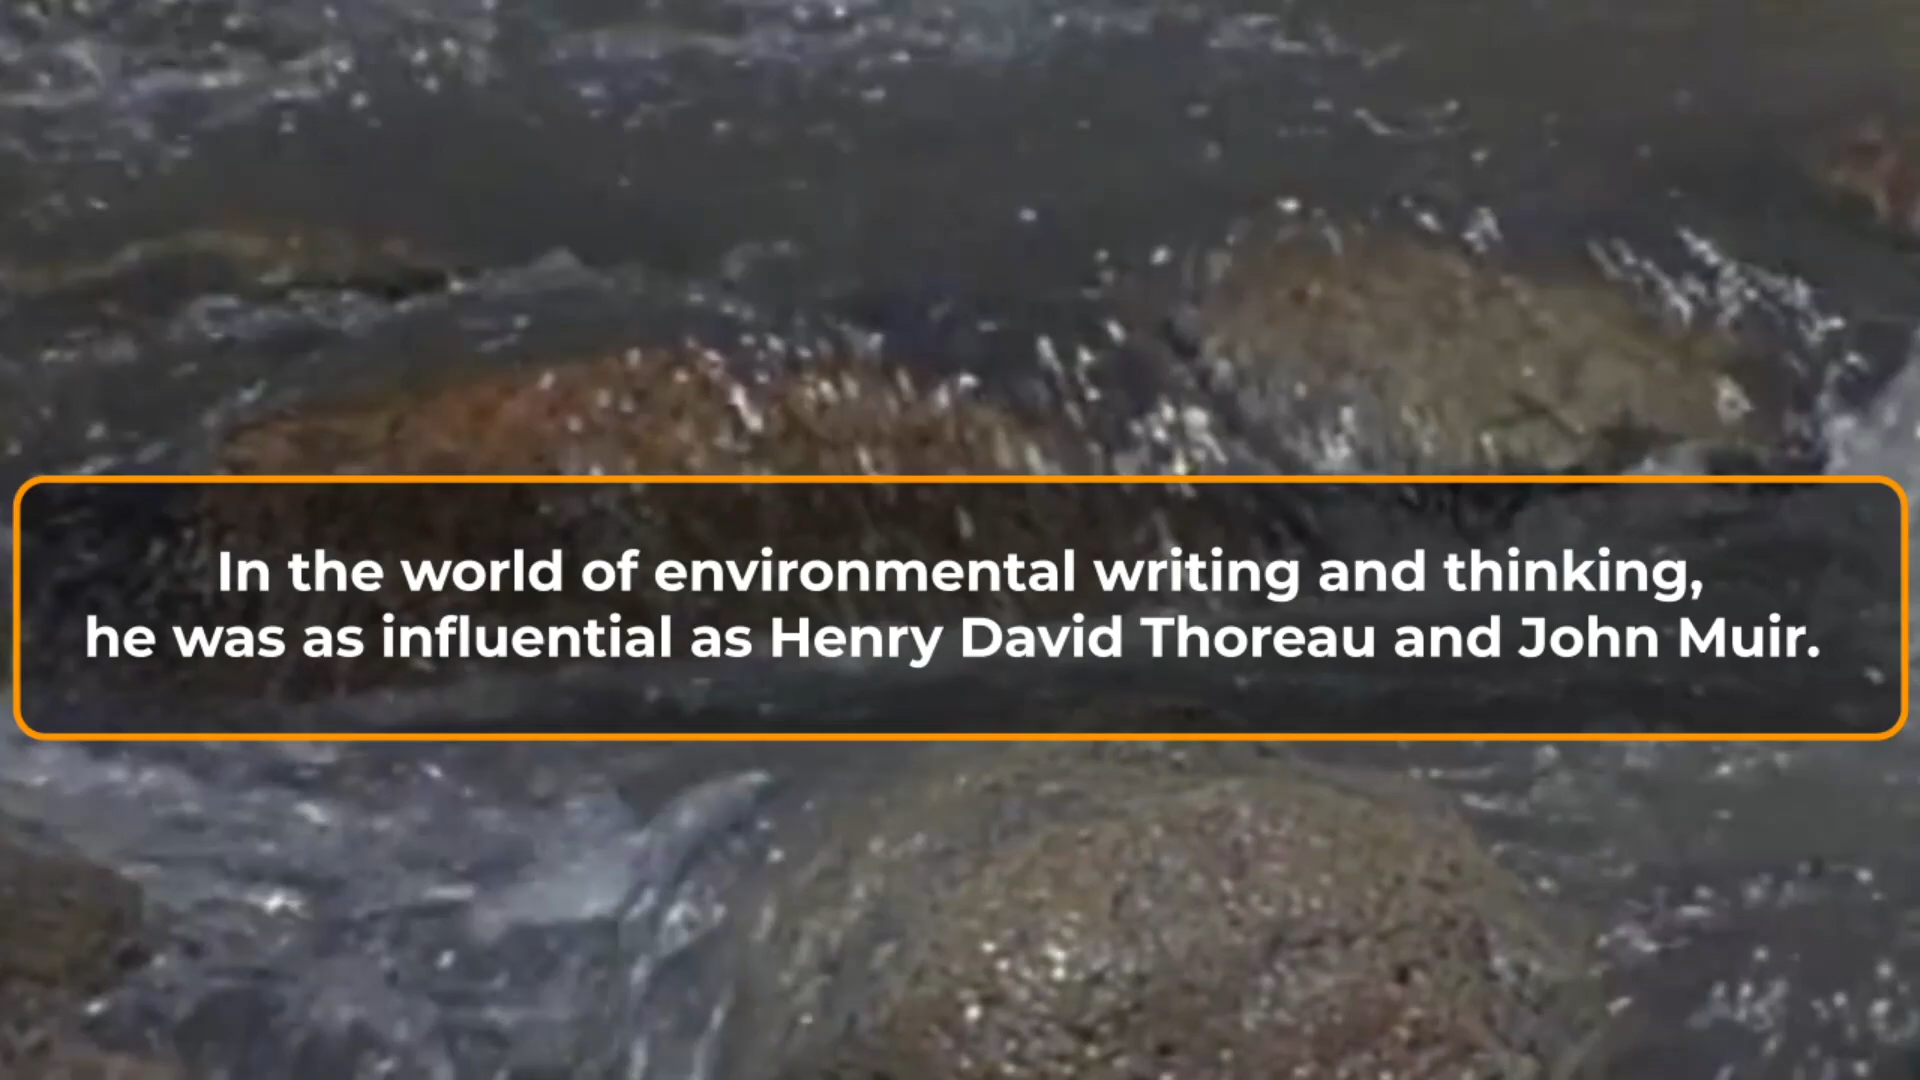 In the world of environmental writing and thinking,
he was as influential as Henry David Thoreau and John Muir.